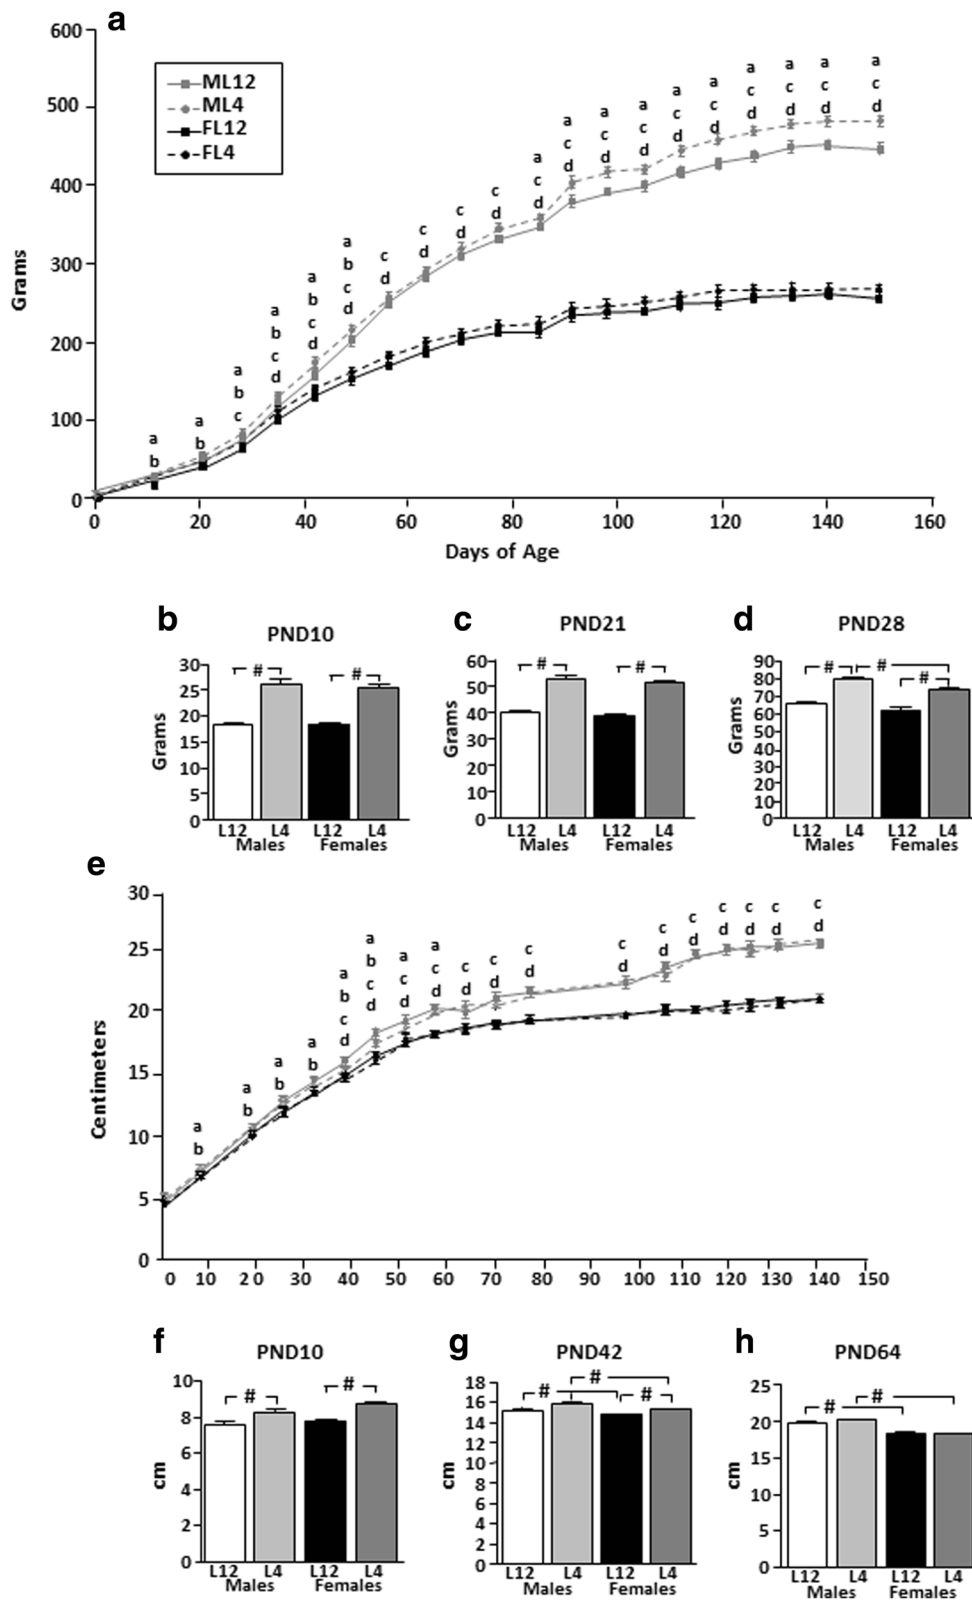 a
600
500
400
300
200
100
0
Grams
ML12
ML4
FL12
FL4
a
b
a
b
a
b
c
a
b
c
d
a
b
c
d
a
b
c
d
c
d
c
d
c
d
c
d
a
c
d
a
c
d
a
c
d
a
c
d
a
c
d
a
c
d
a
c
d
a
c
d
a
c
d
a
c
d
0 20 40 60 80 100 120 140 160
Days of Age
b
PND10
30
25
20
15
10
5
0
Grams
# #
L12 L4 L12 L4
Males Females
c
PND21
60
50
40
30
20
10
0
Grams
# #
L12 L4 L12 L4
Males Females
d
PND28
90
80
70
60
50
40
30
20
10
0
Grams
# #
#
L12 L4 L12 L4
Males Females
e
30
25
20
15
10
5
0
Centimeters
a
b
a
b
a
b
a
b
a
b
c
d
a
b
c
d
a
c
d
a
c
d
c
d
c
d
c
d
c
d
c
d
c
d
c
d
c
d
c
d
c
d
0 10 20 30 40 50 60 70 80 90 100 110 120 130 140 150
f
PND10
10
8
6
4
2
0
cm
# #
L12 L4 L12 L4
Males Females
g
PND42
18
16
14
12
10
8
6
4
2
0
cm
#
# #
L12 L4 L12 L4
Males Females
h
PND64
25
20
15
10
5
0
cm
#
#
L12 L4 L12 L4
Males Females